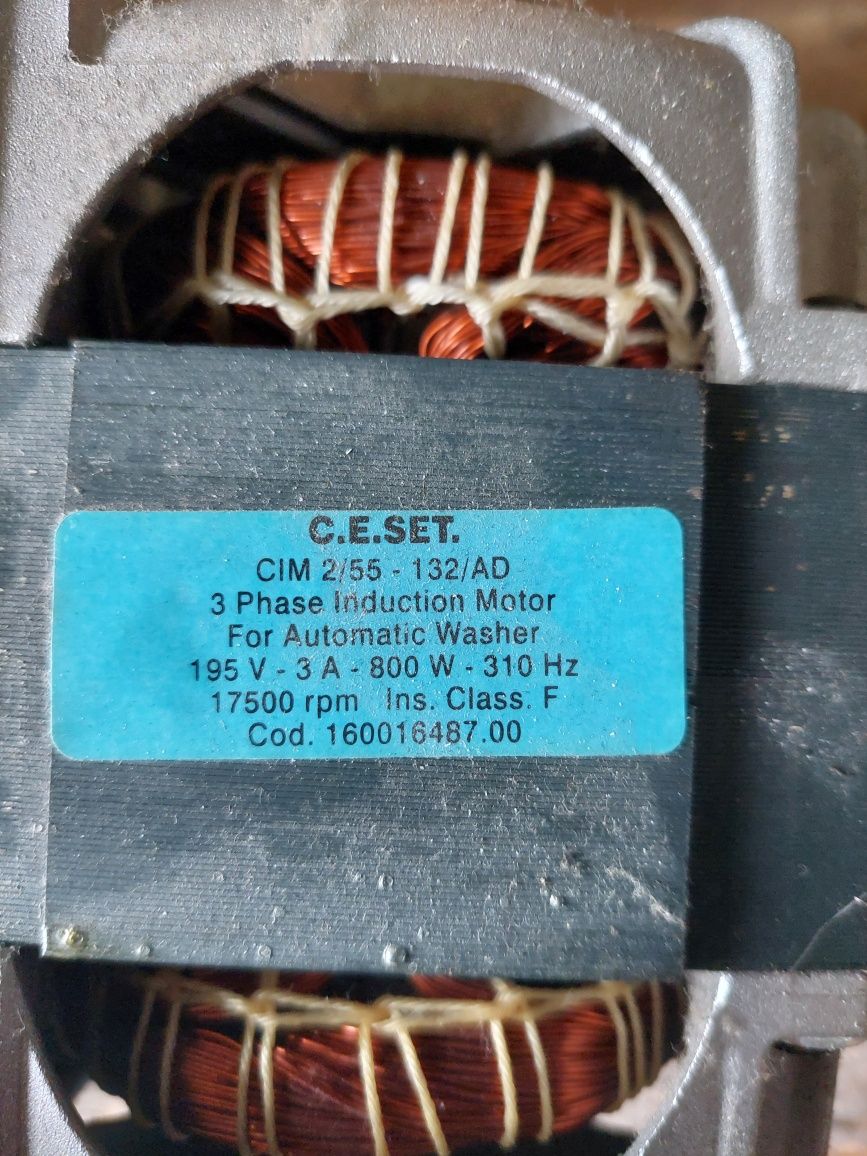 C.E.SET.
CIM 2/55 - 132/AD
3 Phase Induction Motor
For Automatic Washer
195 V - 3 A - 800 W - 310 Hz
17500 rpm Ins. Class. F
Cod. 160016487.00